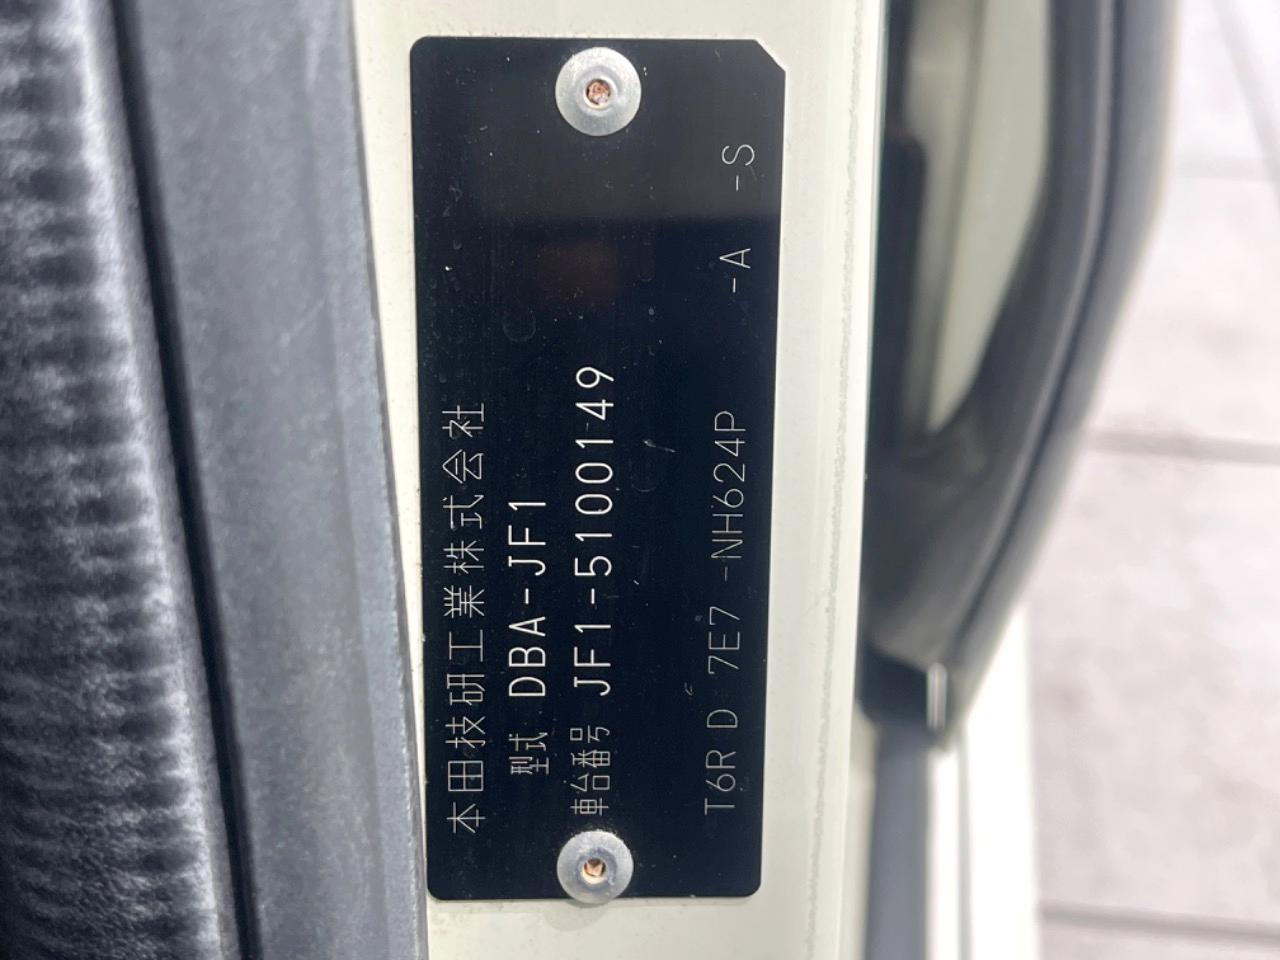 本田技研工業株式会社
型式 DBA-JF1
車台番号 JF1-5100149
T6R D 7E7 -NH624P -A -S